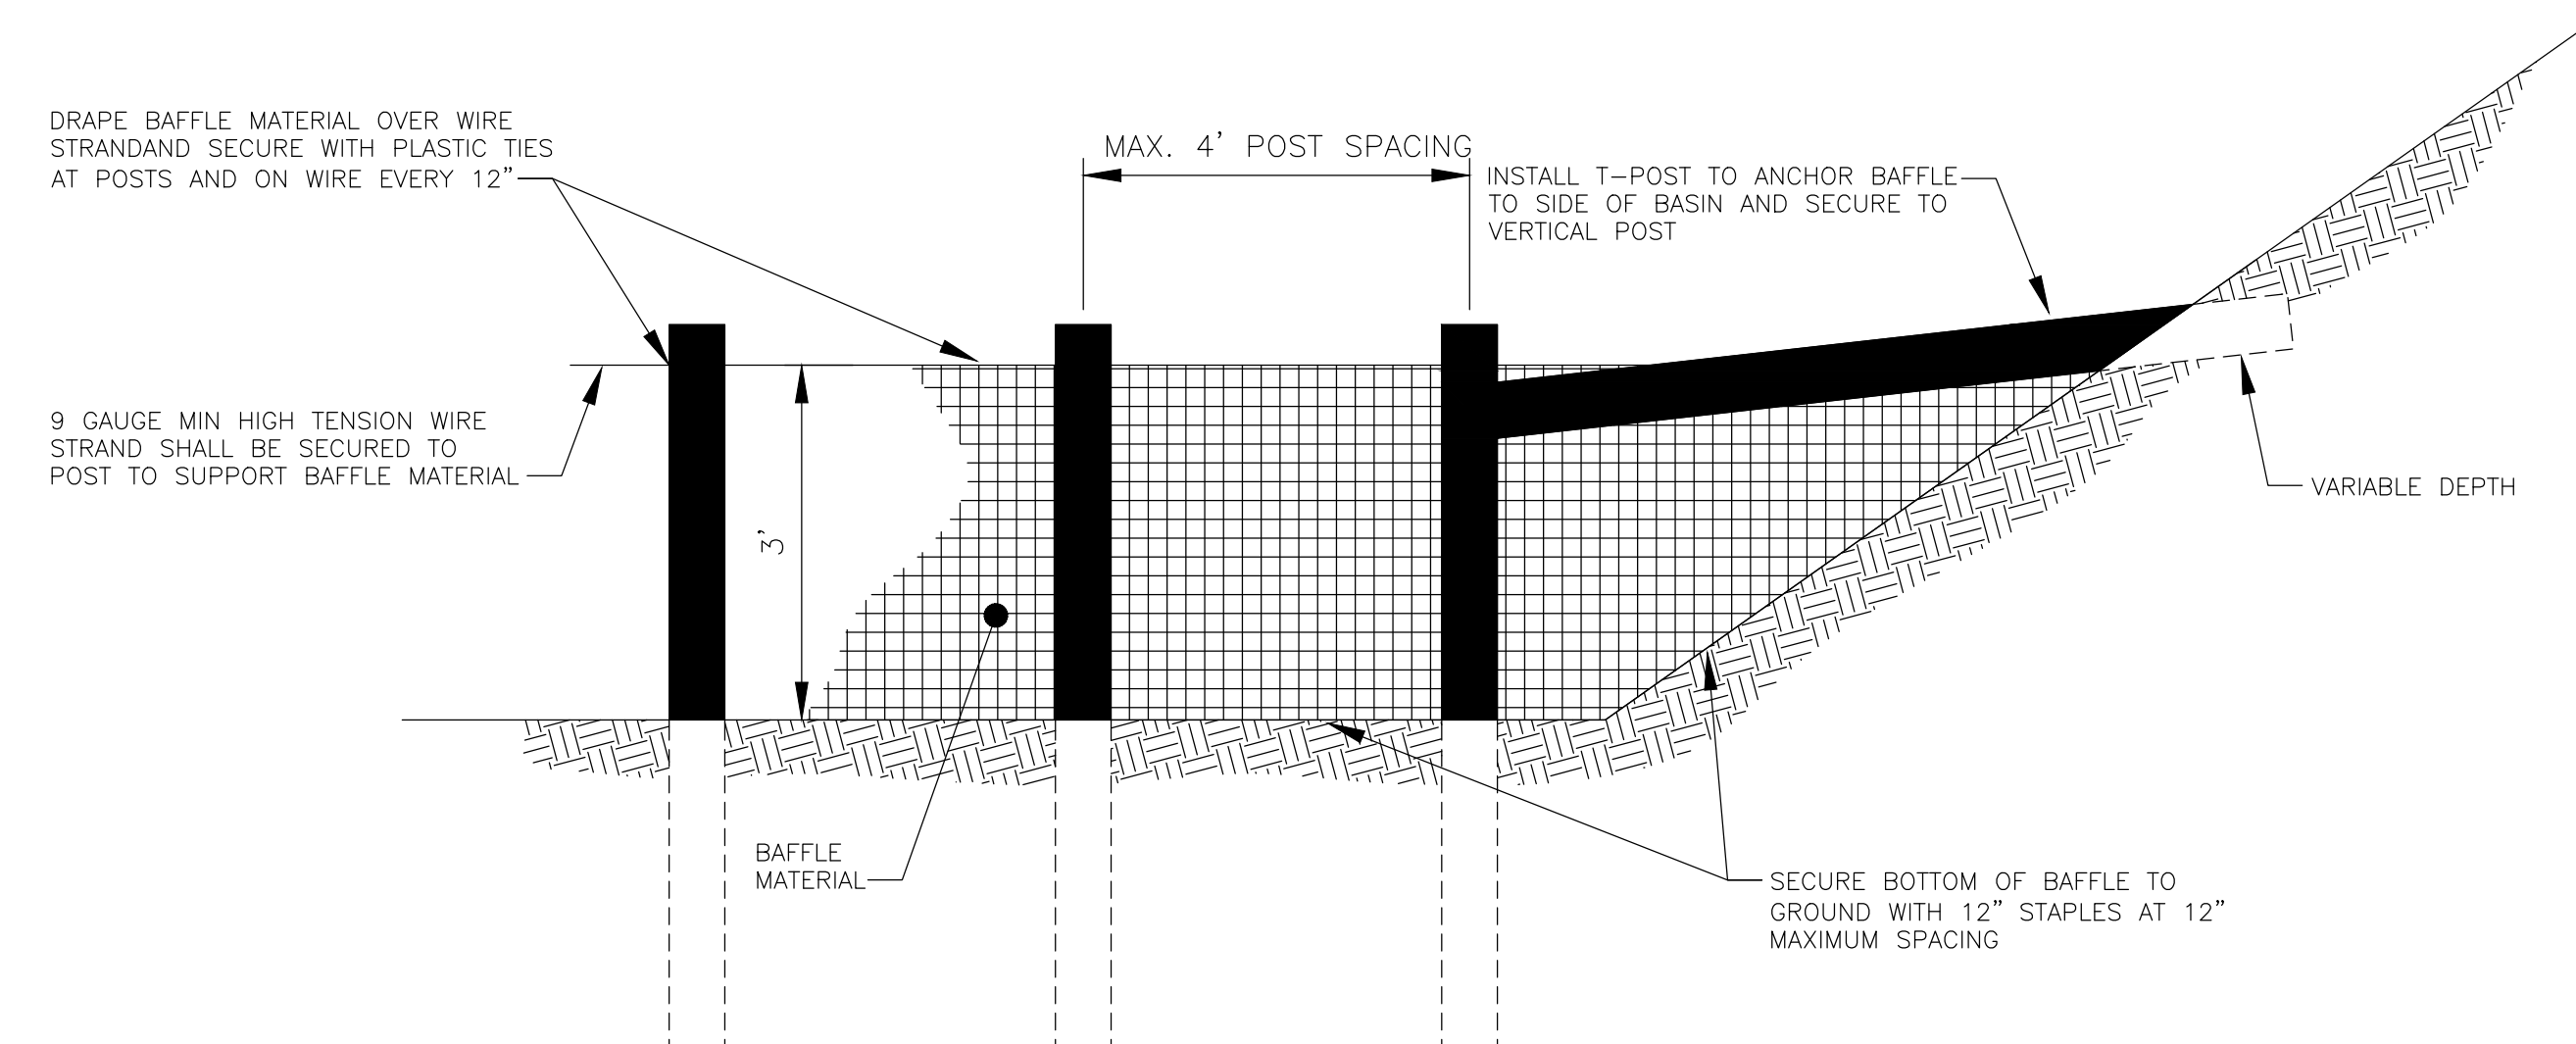 DRAPE BAFFLE MATERIAL OVER WIRE
STRANDAND SECURE WITH PLASTIC TIES
AT POSTS AND ON WIRE EVERY 12”
MAX. 4’ POST SPACING
INSTALL T-POST TO ANCHOR BAFFLE
TO SIDE OF BASIN AND SECURE TO
VERTICAL POST
9 GAUGE MIN HIGH TENSION WIRE
STRAND SHALL BE SECURED TO
POST TO SUPPORT BAFFLE MATERIAL
3’
VARIABLE DEPTH
BAFFLE
MATERIAL
SECURE BOTTOM OF BAFFLE TO
GROUND WITH 12” STAPLES AT 12”
MAXIMUM SPACING